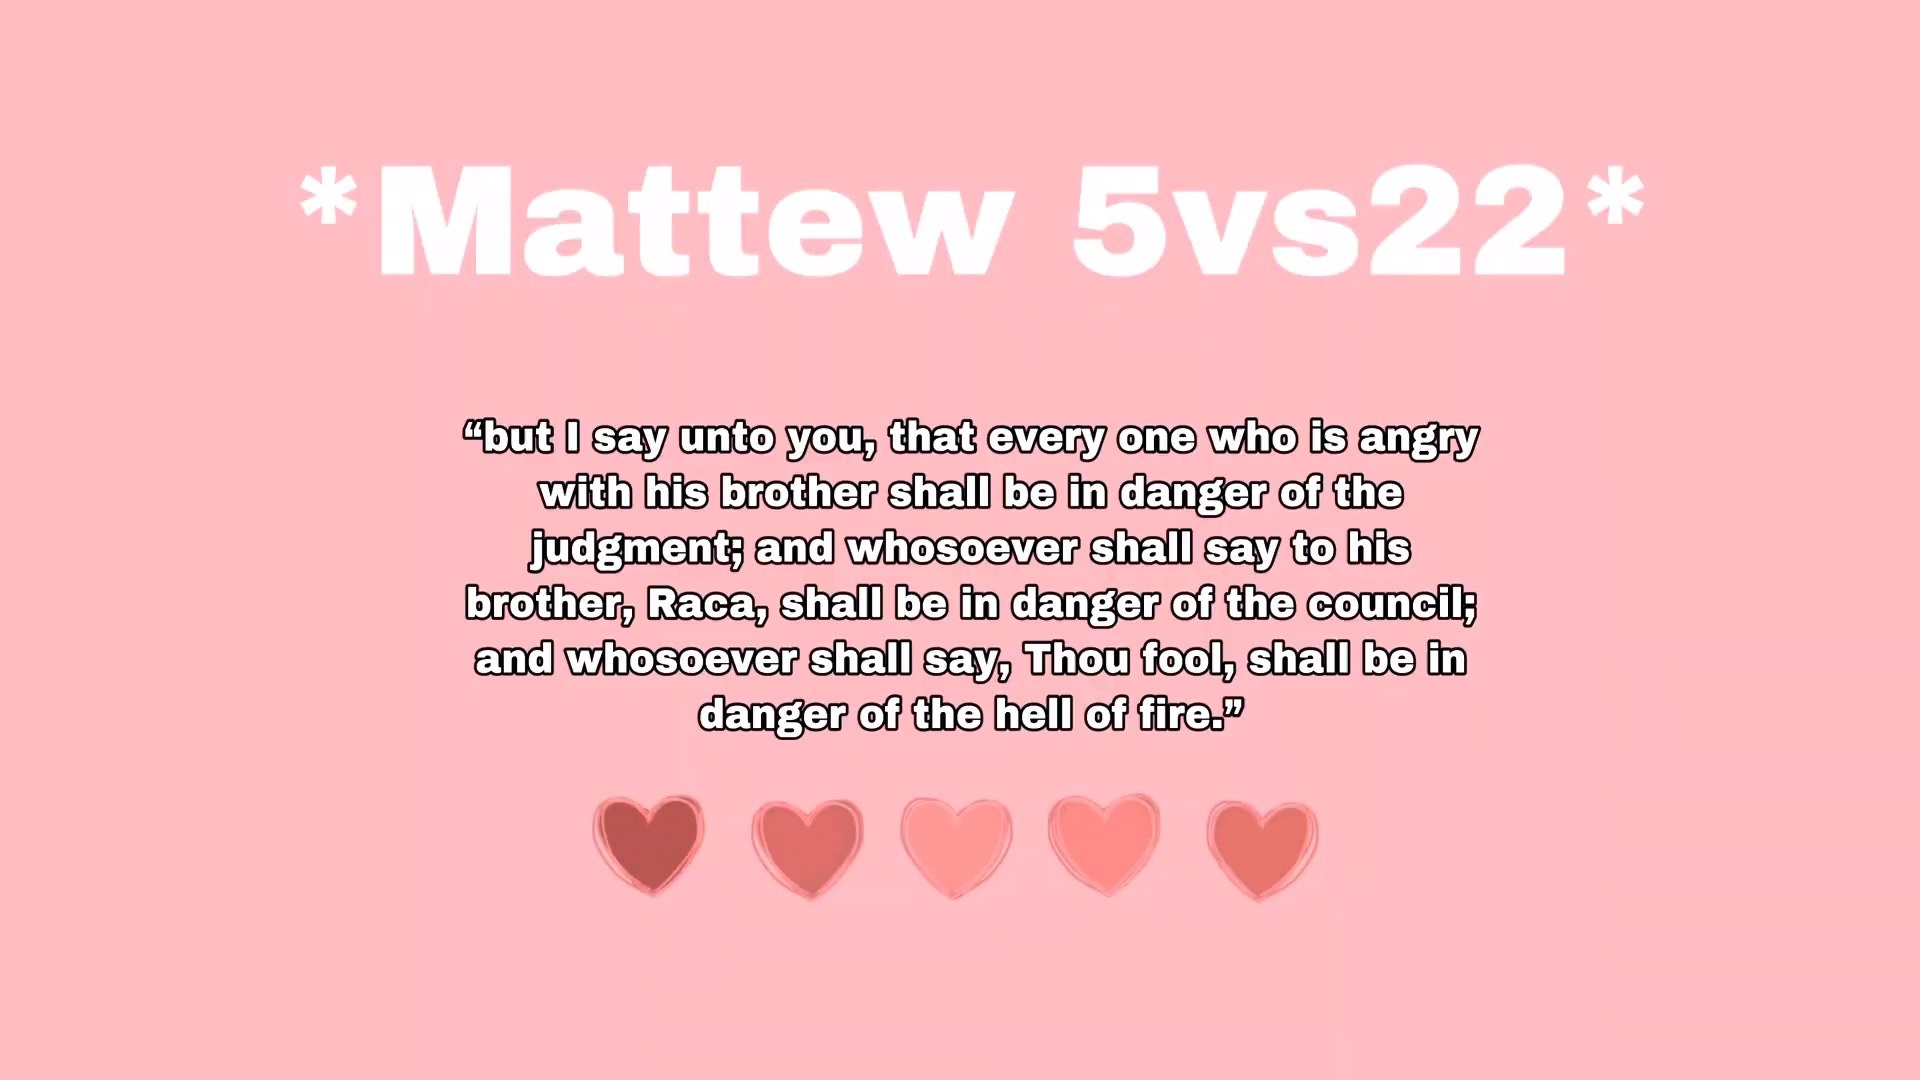 *Mattew 5vs22*
“but I say unto you, that every one who is angry
with his brother shall be in danger of the
judgment; and whosoever shall say to his
brother, Raca, shall be in danger of the council;
and whosoever shall say, Thou fool, shall be in
danger of the hell of fire.”